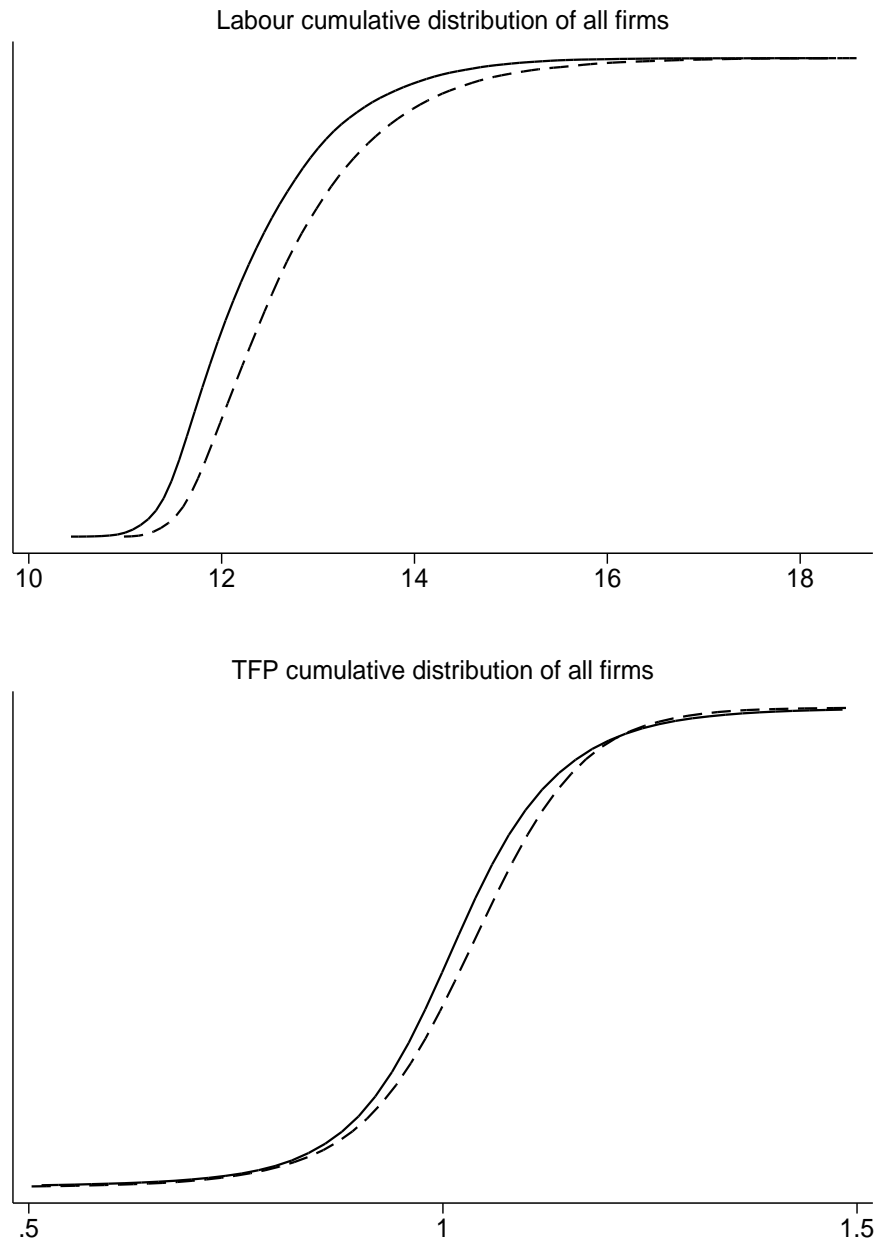 Labour cumulative distribution of all firms
10 12 14 16 18
TFP cumulative distribution of all firms
.5 1 1.5